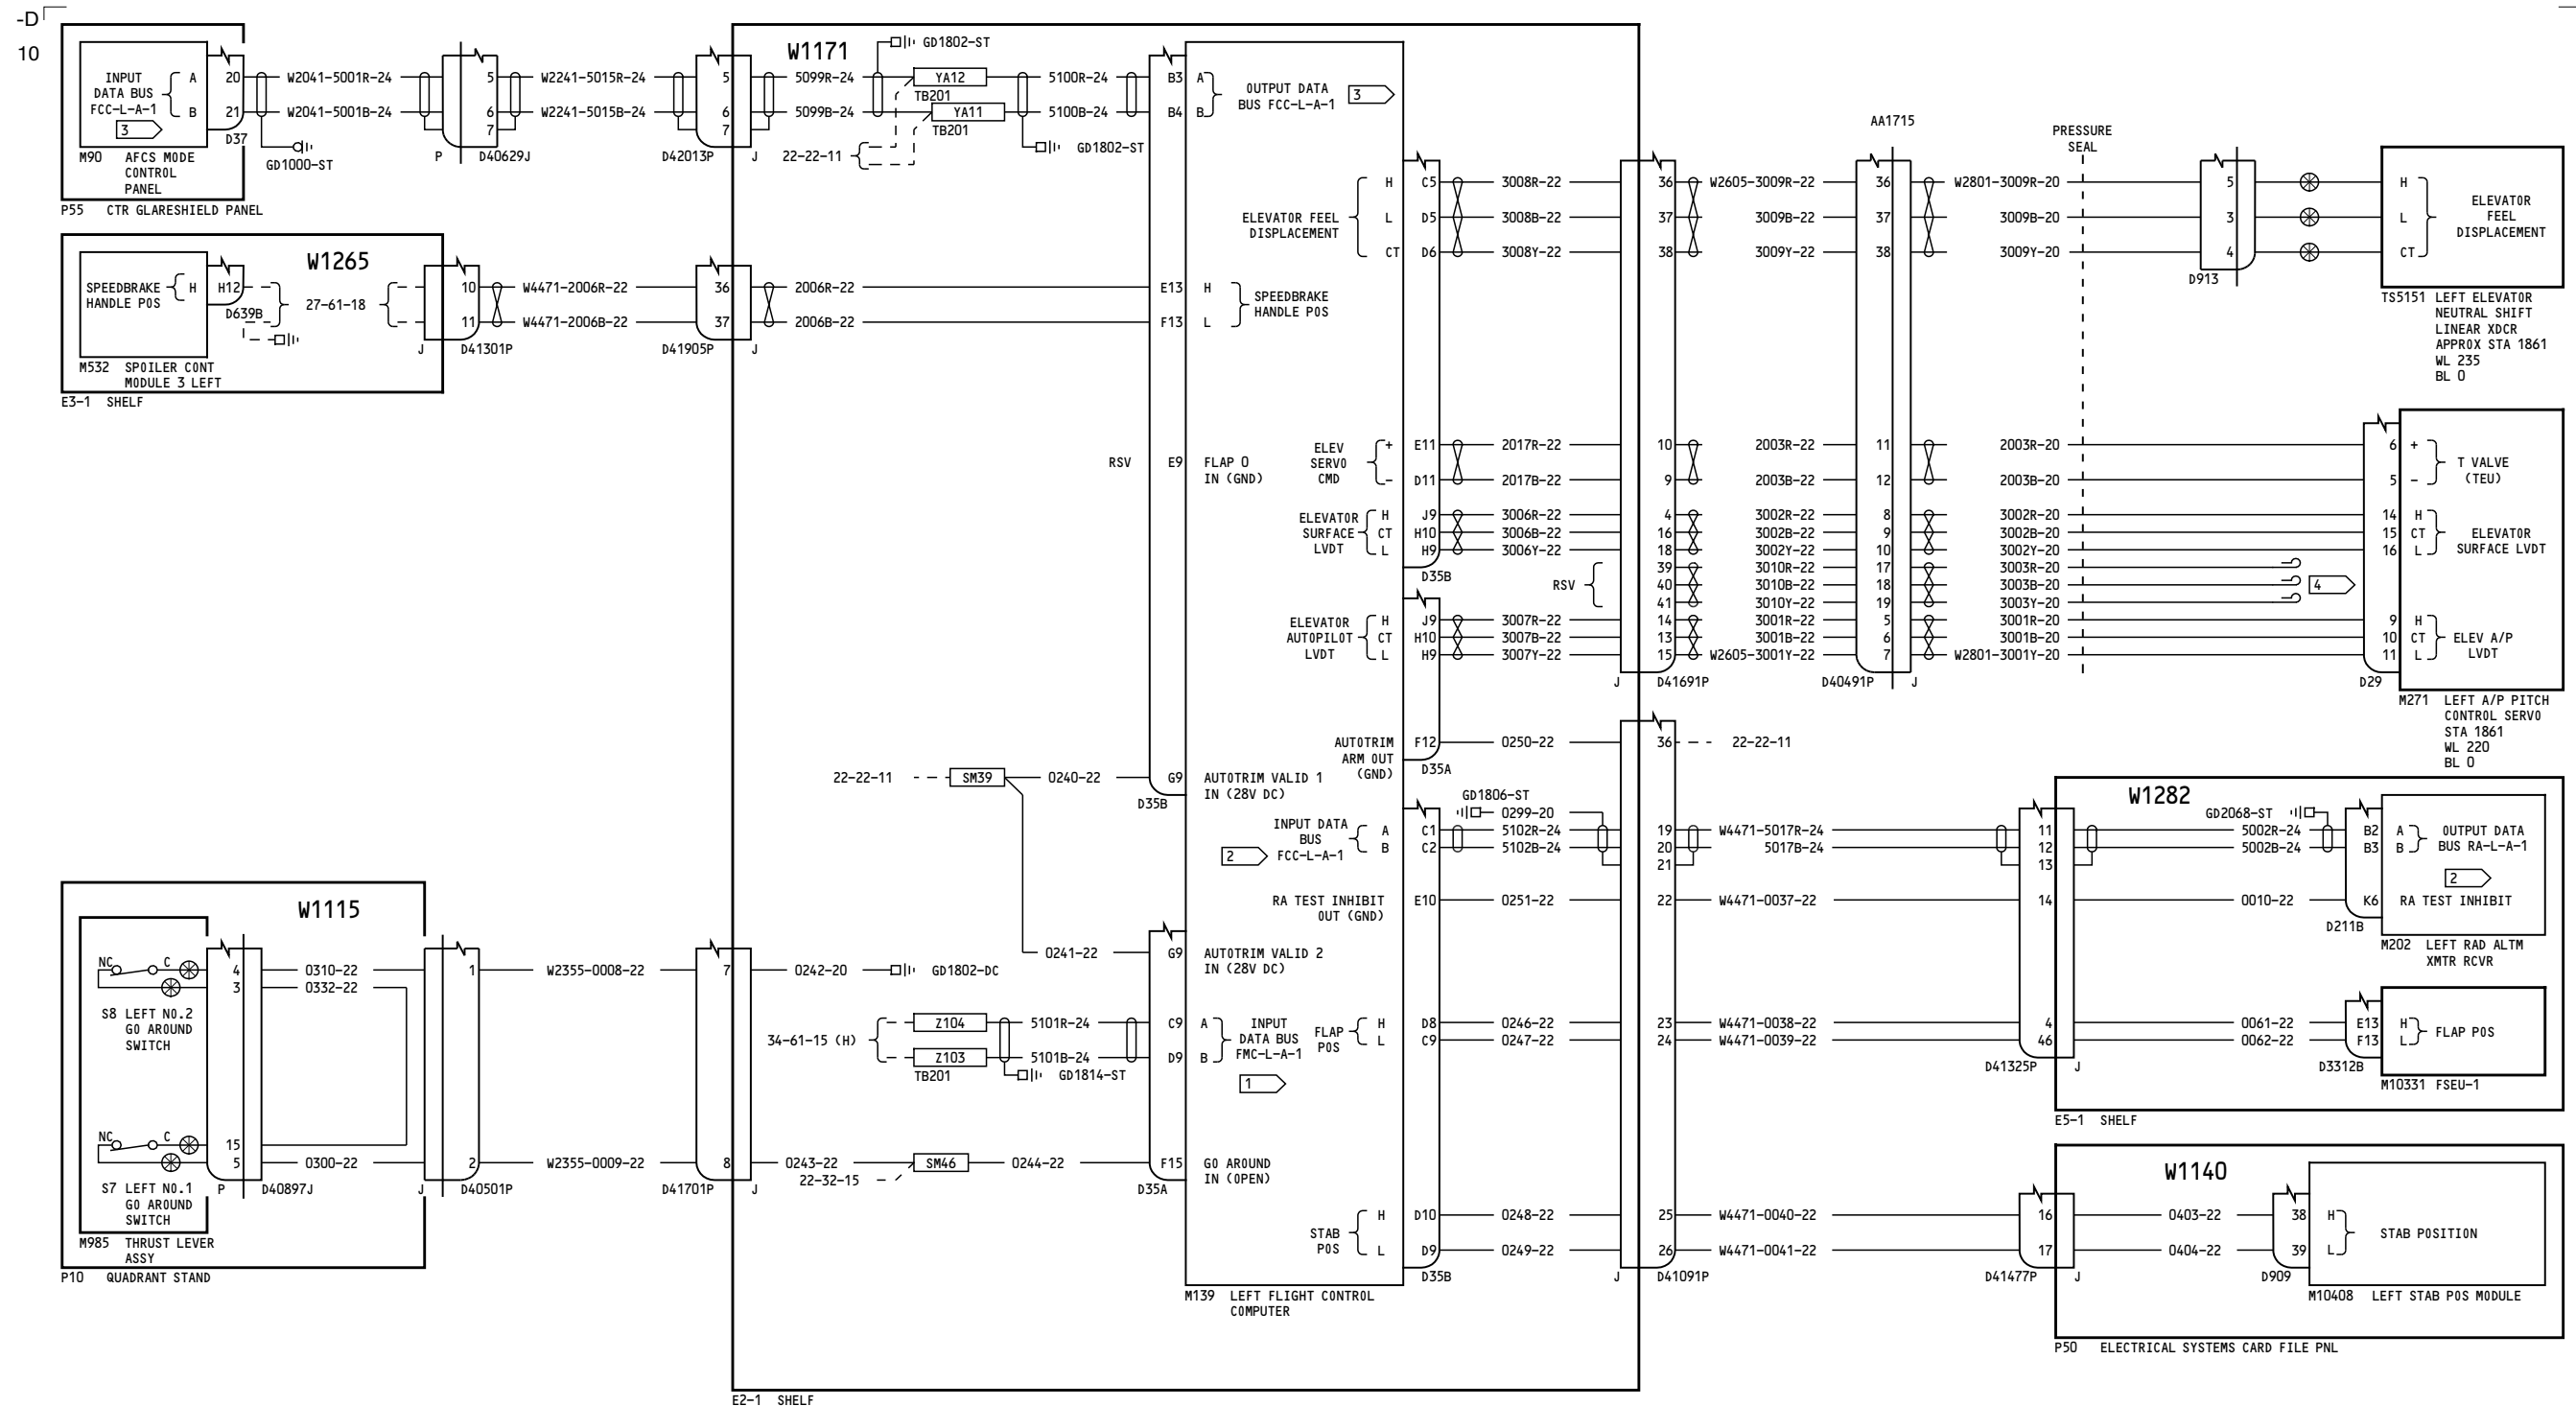 -D
10
W1171
GD1802-ST
INPUT
DATA BUS
FCC-L-A-1
A
B
3
20
21
D37
M90 AFCS MODE
CONTROL
PANEL
P55 CTR GLARESHIELD PANEL
W2041-5001R-24
W2041-5001B-24
GD1000-ST
5
6
7
P
D40629J
W2241-5015R-24
W2241-5015B-24
5
6
7
D42013P
J
5099R-24
5099B-24
22-22-11
YA12
TB201
YA11
TB201
5100R-24
5100B-24
GD1802-ST
B3
B4
A
B
OUTPUT DATA
BUS FCC-L-A-1
3
W1265
SPEEDBRAKE
HANDLE POS
H
H12
D639B
27-61-18
M532 SPOILER CONT
MODULE 3 LEFT
E3-1 SHELF
10
11
J
D41301P
W4471-2006R-22
W4471-2006B-22
36
37
D41905P
J
2006R-22
2006B-22
E13
F13
H
L
SPEEDBRAKE
HANDLE POS
ELEVATOR FEEL
DISPLACEMENT
H
L
CT
C5
D5
D6
3008R-22
3008B-22
3008Y-22
36
37
38
W2605-3009R-22
3009B-22
3009Y-22
AA1715
36
37
38
W2801-3009R-20
3009B-20
3009Y-20
PRESSURE
SEAL
5
3
4
D913
H
L
CT
ELEVATOR
FEEL
DISPLACEMENT
TS5151 LEFT ELEVATOR
NEUTRAL SHIFT
LINEAR XDCR
APPROX STA 1861
WL 235
BL 0
RSV
E9
FLAP 0
IN (GND)
ELEV
SERVO
CMD
+
-
E11
D11
2017R-22
2017B-22
10
9
2003R-22
2003B-22
11
12
2003R-20
2003B-20
6
5
+
-
T VALVE
(TEU)
ELEVATOR
SURFACE
LVDT
H
CT
L
J9
H10
H9
D35B
3006R-22
3006B-22
3006Y-22
4
16
18
3002R-22
3002B-22
3002Y-22
8
9
10
3002R-20
3002B-20
3002Y-20
14
15
16
H
CT
L
ELEVATOR
SURFACE LVDT
RSV
39
40
41
3010R-22
3010B-22
3010Y-22
17
18
19
3003R-20
3003B-20
3003Y-20
4
ELEVATOR
AUTOPILOT
LVDT
H
CT
L
J9
H10
H9
3007R-22
3007B-22
3007Y-22
14
13
15
J
D41691P
3001R-22
3001B-22
W2605-3001Y-22
5
6
7
D40491P
J
3001R-20
3001B-20
W2801-3001Y-20
9
10
11
D29
H
CT
L
ELEV A/P
LVDT
M271 LEFT A/P PITCH
CONTROL SERVO
STA 1861
WL 220
BL 0
AUTOTRIM
ARM OUT
(GND)
F12
D35A
0250-22
36
22-22-11
22-22-11
SM39
0240-22
G9
D35B
AUTOTRIM VALID 1
IN (28V DC)
GD1806-ST
0299-20
INPUT DATA
BUS
FCC-L-A-1
2
A
B
C1
C2
5102R-24
5102B-24
19
20
21
W4471-5017R-24
5017B-24
11
12
13
W1282
GD2068-ST
5002R-24
5002B-24
B2
B3
A
B
OUTPUT DATA
BUS RA-L-A-1
2
RA TEST INHIBIT
OUT (GND)
E10
0251-22
22
W4471-0037-22
14
0010-22
K6
RA TEST INHIBIT
D211B
M202 LEFT RAD ALTM
XMTR RCVR
W1115
NC
C
4
3
S8 LEFT NO.2
GO AROUND
SWITCH
0310-22
0332-22
1
W2355-0008-22
7
0242-20
GD1802-DC
0241-22
G9
AUTOTRIM VALID 2
IN (28V DC)
34-61-15 (H)
Z104
Z103
TB201
5101R-24
5101B-24
GD1814-ST
C9
D9
A
B
INPUT
DATA BUS
FMC-L-A-1
1
FLAP
POS
H
L
D8
C9
0246-22
0247-22
23
24
W4471-0038-22
W4471-0039-22
4
46
D41325P
J
0061-22
0062-22
E13
F13
D3312B
H
L
FLAP POS
M10331 FSEU-1
E5-1 SHELF
NC
C
15
5
S7 LEFT NO.1
GO AROUND
SWITCH
P
D40897J
0300-22
2
J
D40501P
W2355-0009-22
8
D41701P
J
0243-22
22-32-15
SM46
0244-22
F15
D35A
GO AROUND
IN (OPEN)
M985 THRUST LEVER
ASSY
P10 QUADRANT STAND
STAB
POS
H
L
D10
D9
D35B
0248-22
0249-22
25
26
J
D41091P
W4471-0040-22
W4471-0041-22
16
17
D41477P
J
W1140
0403-22
0404-22
38
39
D909
H
L
STAB POSITION
M10408 LEFT STAB POS MODULE
P50 ELECTRICAL SYSTEMS CARD FILE PNL
M139 LEFT FLIGHT CONTROL
COMPUTER
E2-1 SHELF